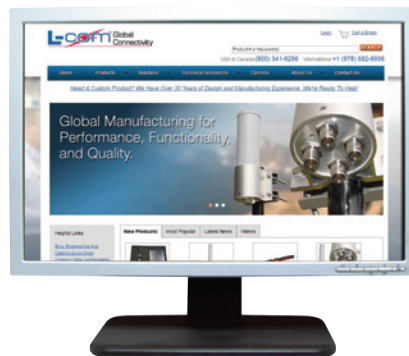 L-com Global
Connectivity
Login
Cart is Empty
Product or Keywords
SEARCH
USA & Canada (800) 341-5266 International +1 (978) 682-6936
Home Products Solutions Technical Resources Careers About Us Contact Us
Need A Custom Product? We Have Over 30 Years of Design and Manufacturing Experience. We're Ready To Help!
Global Manufacturing for
Performance, Functionality,
and Quality.
Helpful Links
New Products Most Popular Latest News Videos